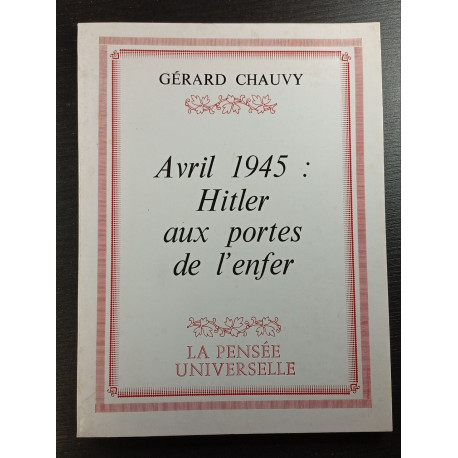 GÉRARD CHAUVY
Avril 1945 :
Hitler
aux portes
de l'enfer
LA PENSÉE
UNIVERSELLE